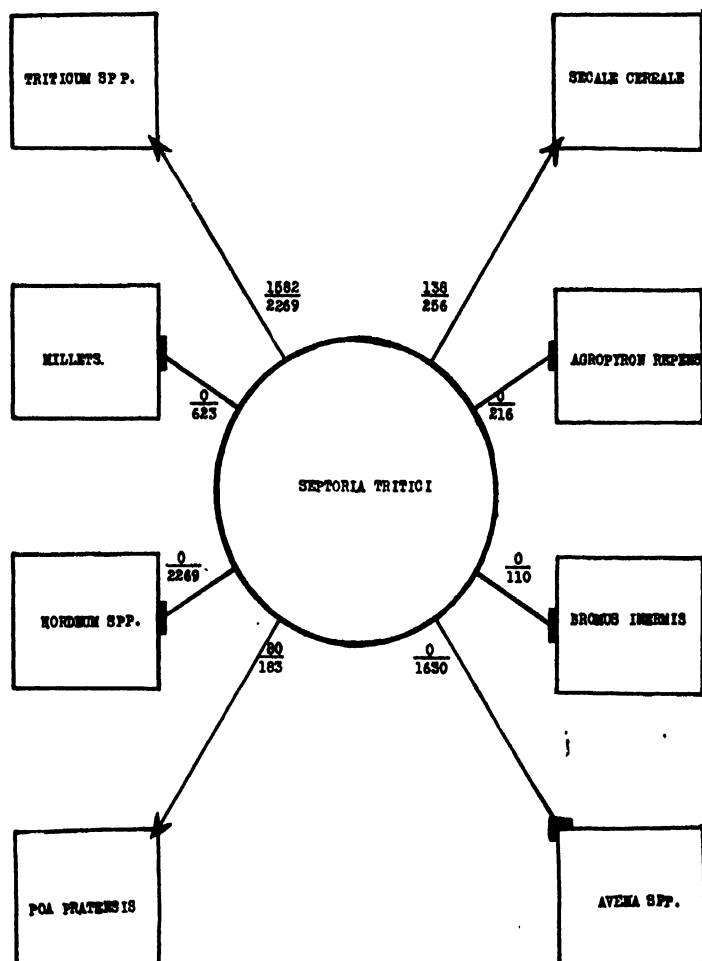 TRITICUM SPP.
SECALE CEREALE
1582
2269
138
256
MILLETS.
AGROPYRON REPENS
0
623
0
216
SEPTORIA TRITICI
0
2269
0
110
HORDEUM SPP.
BROMUS INERMIS
80
183
0
1630
POA PRATENSIS
AVENA SPP.